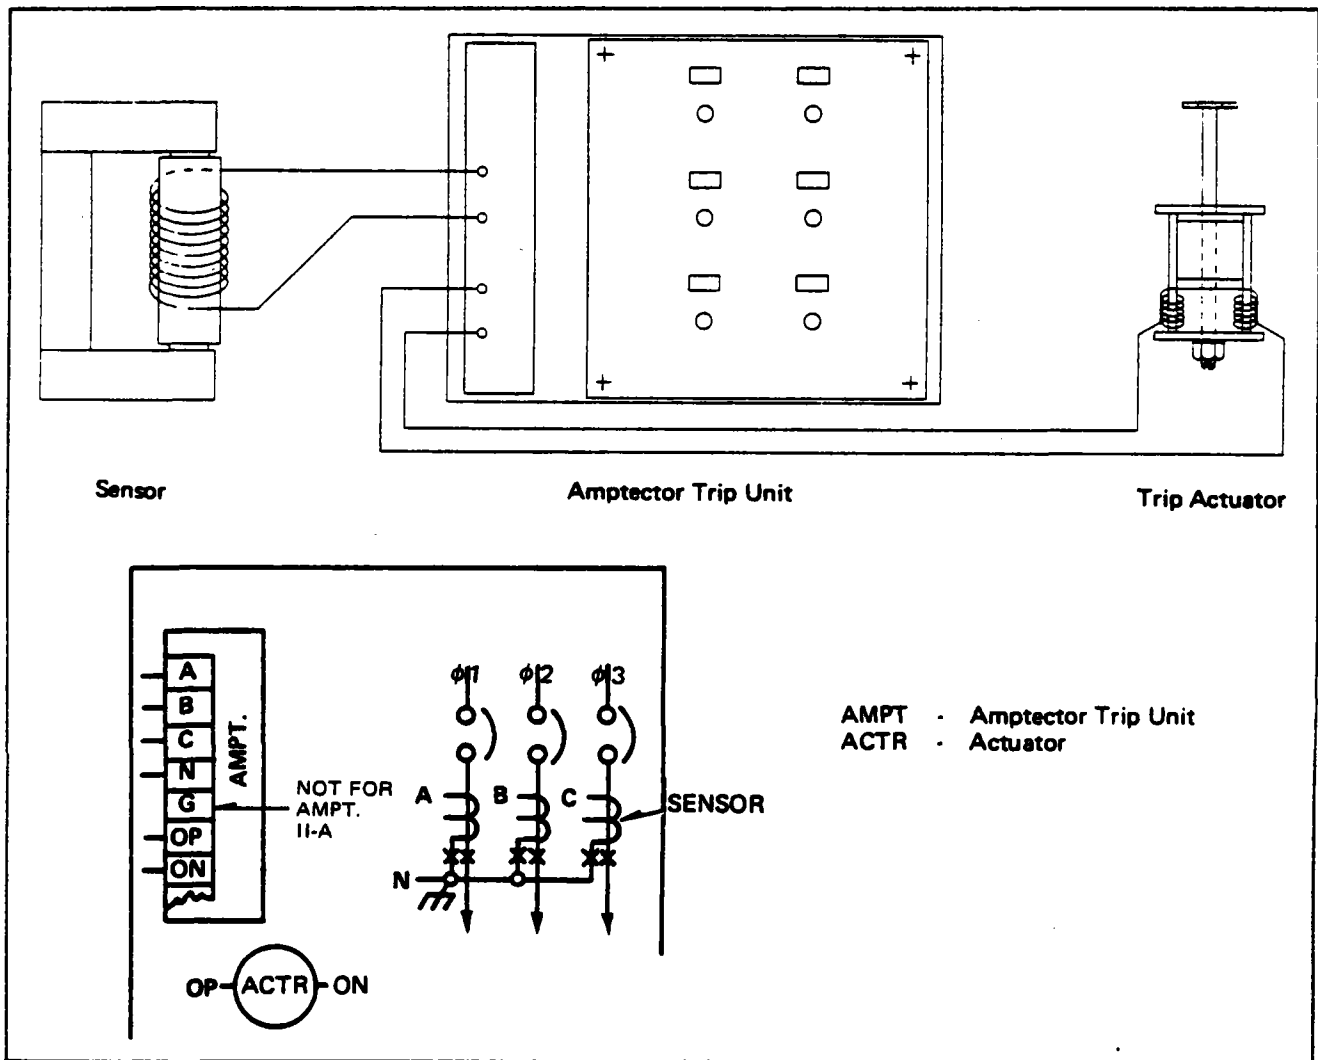 Sensor
Amptector Trip Unit
Trip Actuator
A
B
C
N
G
OP
ON
AMPT.
NOT FOR
AMPT.
II-A
ϕ1
ϕ2
ϕ3
A
B
C
SENSOR
N
OP
ACTR
ON
AMPT - Amptector Trip Unit
ACTR - Actuator